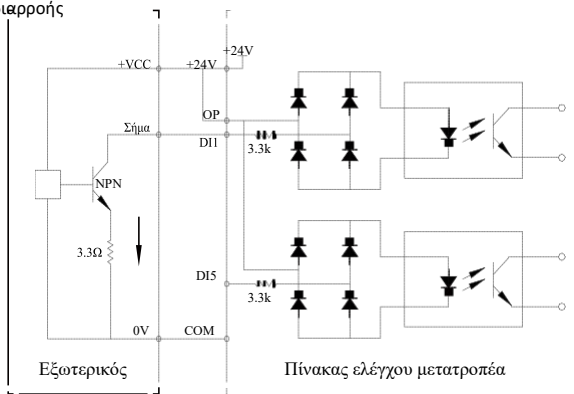 διαρροής
+24V
+VCC
+24V
OP
Σήμα
DI1
3.3k
NPN
3.3Ω
DI5
3.3k
0V
COM
Εξωτερικός
Πίνακας ελέγχου μετατροπέα